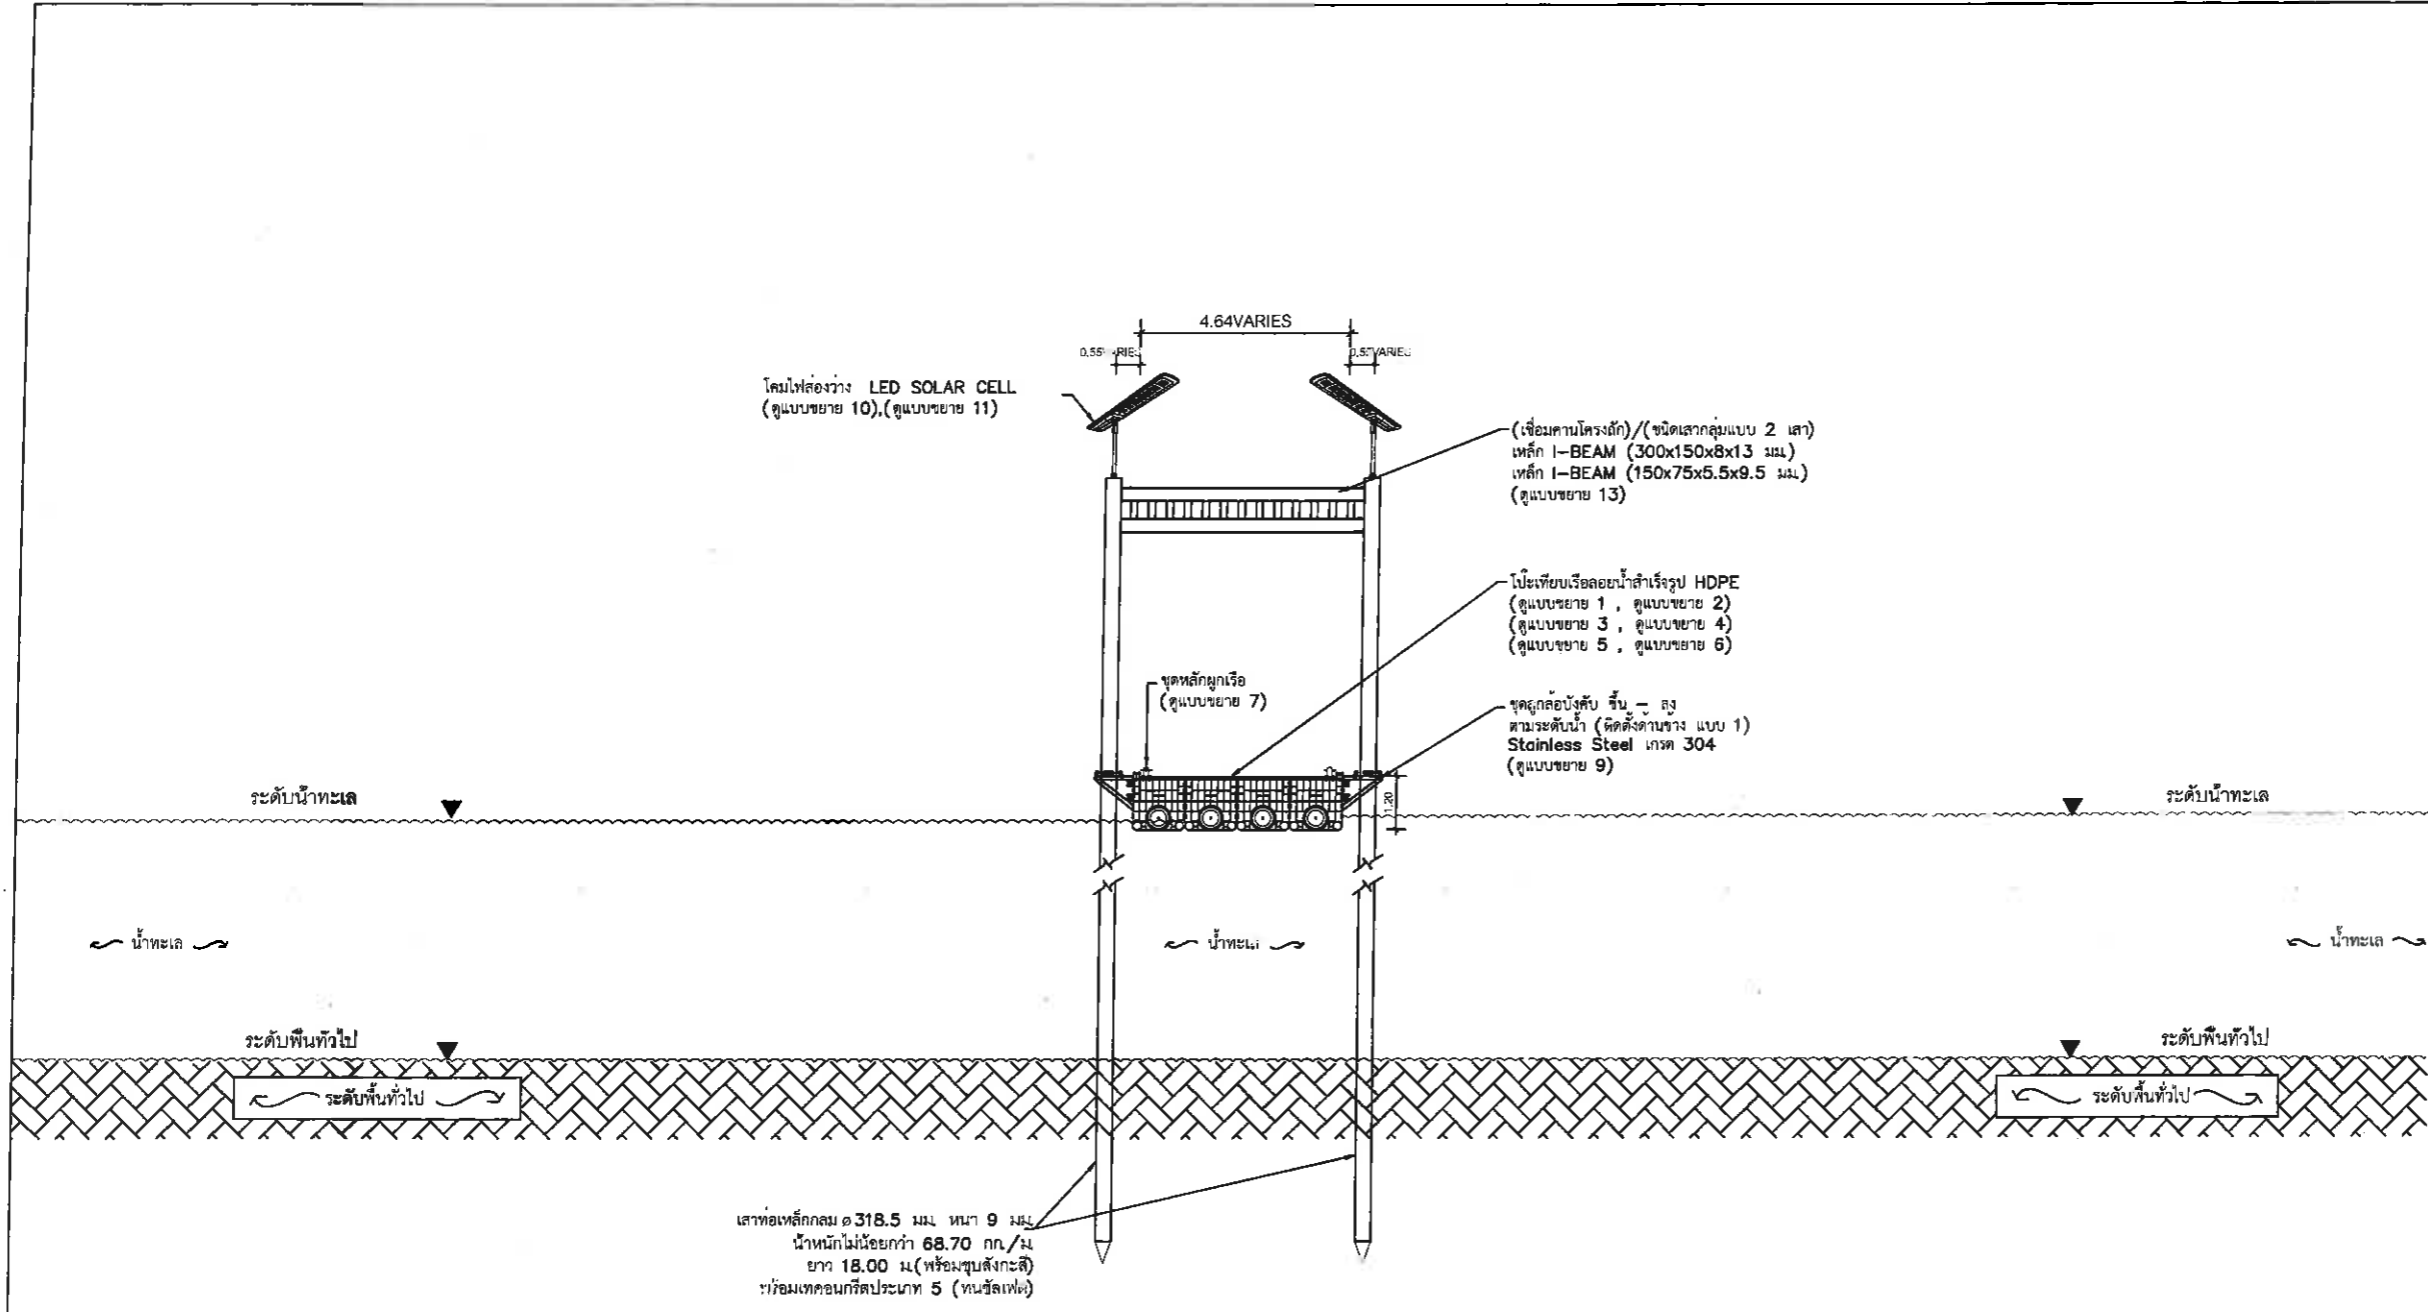 4.64VARIES
โคมไฟส่องว่าง LED SOLAR CELL
(ดูแบบขยาย 10),(ดูแบบขยาย 11)
(เชื่อมคานโครงถัก)/(ชนิดเสากลุ่มแบบ 2 เสา)
เหล็ก I-BEAM (300x150x8x13 มม.)
เหล็ก I-BEAM (150x75x5.5x9.5 มม.)
(ดูแบบขยาย 13)
โป๊ะเทียบเรือลอยน้ำสำเร็จรูป HDPE
(ดูแบบขยาย 1 , ดูแบบขยาย 2)
(ดูแบบขยาย 3 , ดูแบบขยาย 4)
(ดูแบบขยาย 5 , ดูแบบขยาย 6)
ชุดหลักผูกเรือ
(ดูแบบขยาย 7)
ชุดลูกล้อบังคับ ขึ้น - ลง
ตามระดับน้ำ (ติดตั้งด้านข้าง แบบ 1)
Stainless Steel เกรด 304
(ดูแบบขยาย 9)
1.20
ระดับน้ำทะเล
ระดับน้ำทะเล
น้ำทะเล
น้ำทะเล
น้ำทะเล
ระดับพื้นทั่วไป
ระดับพื้นทั่วไป
ระดับพื้นทั่วไป
ระดับพื้นทั่วไป
เสาท่อเหล็กกลม ø318.5 มม. หนา 9 มม.
น้ำหนักไม่น้อยกว่า 68.70 กก./ม.
ยาว 18.00 ม.(พร้อมชุบสังกะสี)
พร้อมเทคอนกรีตประเภท 5 (ทนซัลเฟต)